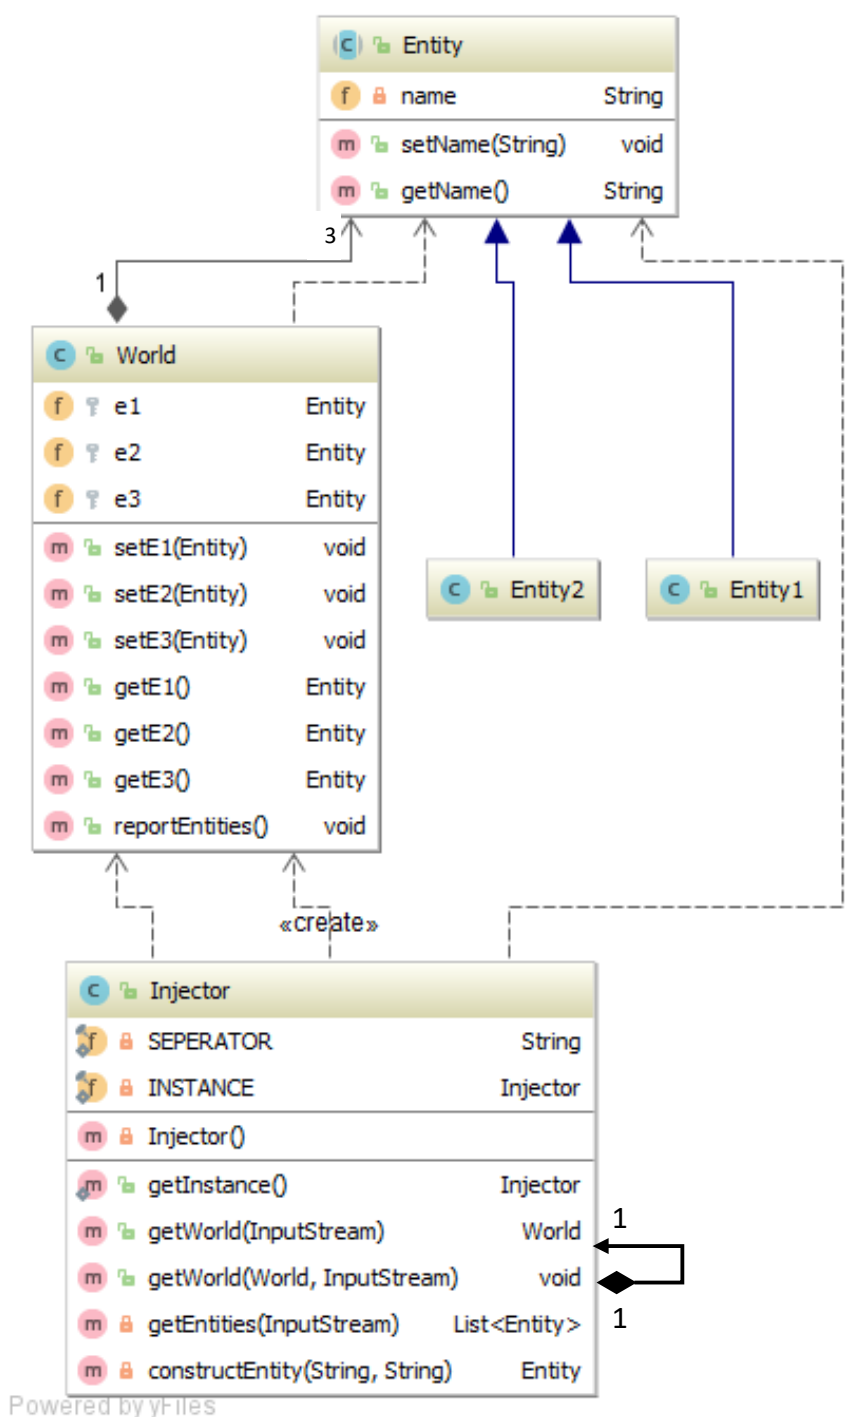 Entity
f name String
m setName(String) void
m getName() String
3
1
C World
f e1 Entity
f e2 Entity
f e3 Entity
m setE1(Entity) void
m setE2(Entity) void
m setE3(Entity) void
m getE1() Entity
m getE2() Entity
m getE3() Entity
m reportEntities() void
C Entity2
C Entity1
«create»
C Injector
f SEPERATOR String
f INSTANCE Injector
m Injector()
m getInstance() Injector
m getWorld(InputStream) World
1
m getWorld(World, InputStream) void
m getEntities(InputStream) List<Entity>
1
m constructEntity(String, String) Entity
Powered by yFiles